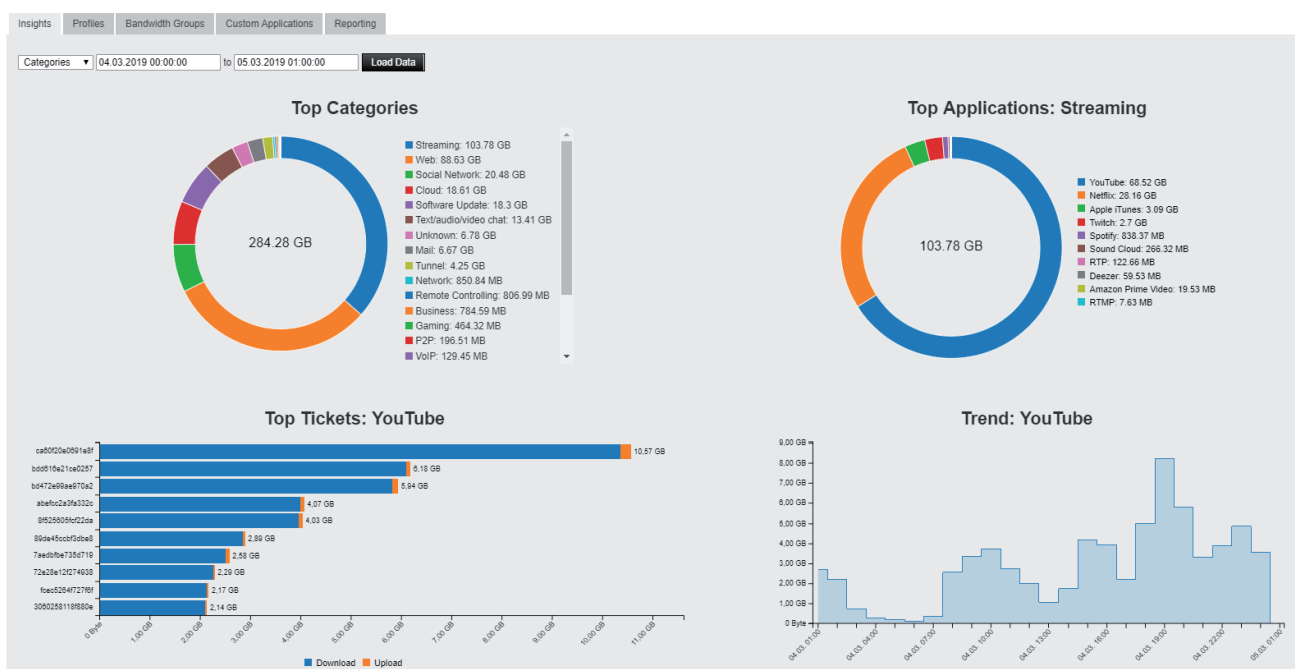 Insights Profiles Bandwidth Groups Custom Applications Reporting
Categories 04.03.2019 00:00:00 to 05.03.2019 01:00:00 Load Data
Top Categories
284.28 GB
Streaming: 103.78 GB
Web: 88.63 GB
Social Network: 20.48 GB
Cloud: 18.61 GB
Software Update: 18.3 GB
Text/audio/video chat: 13.41 GB
Unknown: 6.78 GB
Mail: 6.67 GB
Tunnel: 4.25 GB
Network: 850.84 MB
Remote Controlling: 806.99 MB
Business: 784.59 MB
Gaming: 464.32 MB
P2P: 196.51 MB
VoIP: 129.45 MB
Top Applications: Streaming
103.78 GB
YouTube: 68.52 GB
Netflix: 28.16 GB
Apple iTunes: 3.09 GB
Twitch: 2.7 GB
Spotify: 838.37 MB
Sound Cloud: 266.32 MB
RTP: 122.66 MB
Deezer: 59.53 MB
Amazon Prime Video: 19.53 MB
RTMP: 7.63 MB
Top Tickets: YouTube
ca60f20e0691e8f 10,57 GB
bdd616e21ce0257 6,18 GB
bd472e99ae970a2 5,94 GB
abefcc2a3fa332c 4,07 GB
8f525605fcf22da 4,03 GB
89de45ccbf3dbe8 2,89 GB
7aedbfbe735d719 2,58 GB
72e28e12f274938 2,29 GB
fcec5264f727f6f 2,17 GB
3060258118f880e 2,14 GB
0 Byte 1,00 GB 2,00 GB 3,00 GB 4,00 GB 5,00 GB 6,00 GB 7,00 GB 8,00 GB 9,00 GB 10,00 GB 11,00 GB
Download Upload
Trend: YouTube
9,00 GB
8,00 GB
7,00 GB
6,00 GB
5,00 GB
4,00 GB
3,00 GB
2,00 GB
1,00 GB
0 Byte
04.03. 01:00 04.03. 04:00 04.03. 07:00 04.03. 10:00 04.03. 13:00 04.03. 16:00 04.03. 19:00 04.03. 22:00 05.03. 01:00